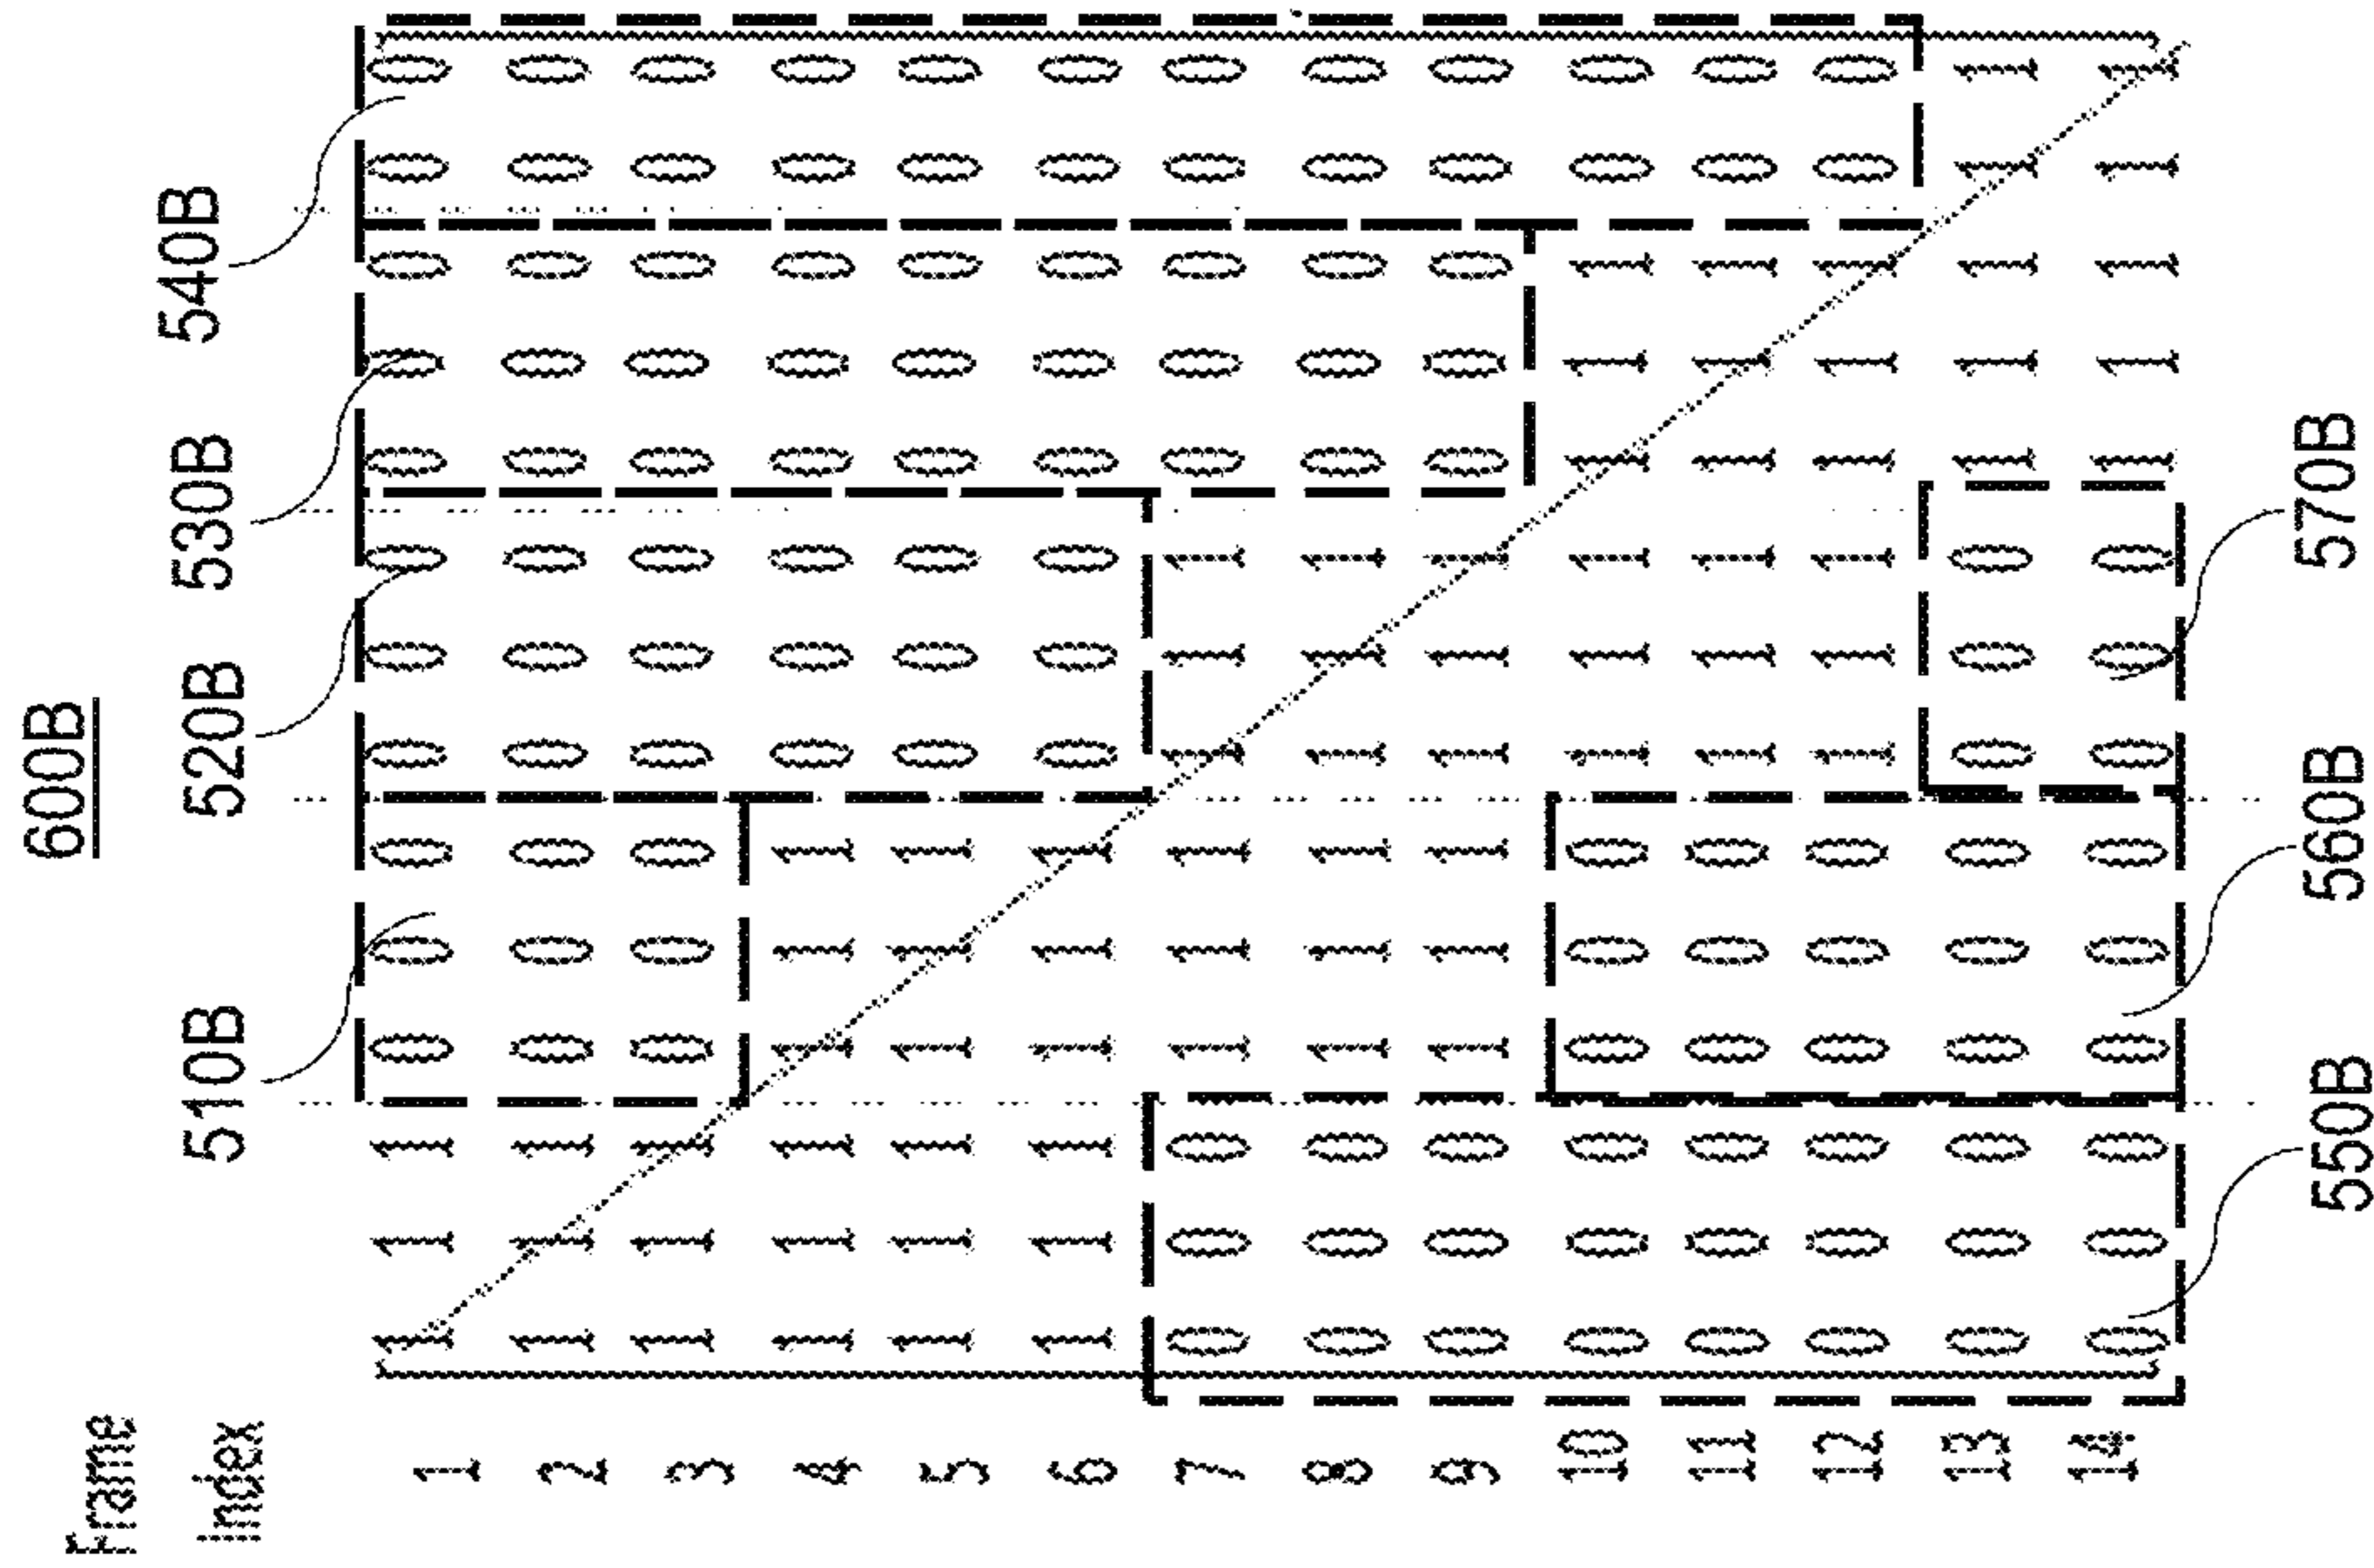 600B
Frame
Index
510B 520B 530B 540B
1 1 1 1 0 0 0 0 0 0 0 0 0 0 0
2 1 1 1 0 0 0 0 0 0 0 0 0 0 0
3 1 1 1 0 0 0 0 0 0 0 0 0 0 0
4 1 1 1 1 1 1 0 0 0 0 0 0 0 0
5 1 1 1 1 1 1 0 0 0 0 0 0 0 0
6 1 1 1 1 1 1 0 0 0 0 0 0 0 0
7 0 0 0 1 1 1 1 1 1 0 0 0 0 0
8 0 0 0 1 1 1 1 1 1 0 0 0 0 0
9 0 0 0 1 1 1 1 1 1 0 0 0 0 0
10 0 0 0 0 0 0 1 1 1 1 1 1 0 0
11 0 0 0 0 0 0 1 1 1 1 1 1 0 0
12 0 0 0 0 0 0 1 1 1 1 1 1 0 0
13 0 0 0 0 0 0 0 0 0 1 1 1 1 1
14 0 0 0 0 0 0 0 0 0 1 1 1 1 1
550B 560B 570B